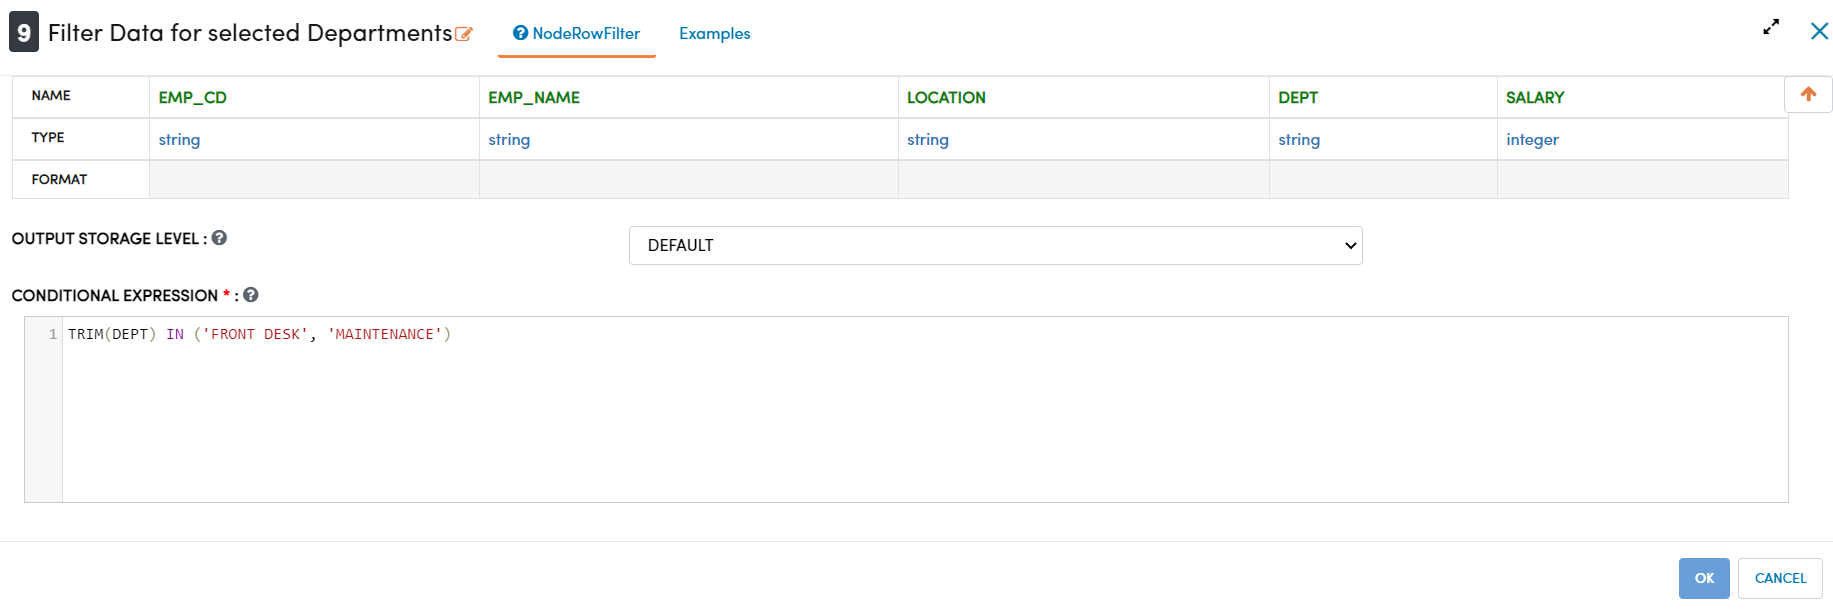 9 Filter Data for selected Departments NodeRowFilter Examples
NAME EMP_CD EMP_NAME LOCATION DEPT SALARY
TYPE string string string string integer
FORMAT
OUTPUT STORAGE LEVEL : DEFAULT
CONDITIONAL EXPRESSION * :
1 TRIM(DEPT) IN ('FRONT DESK', 'MAINTENANCE')
OK CANCEL